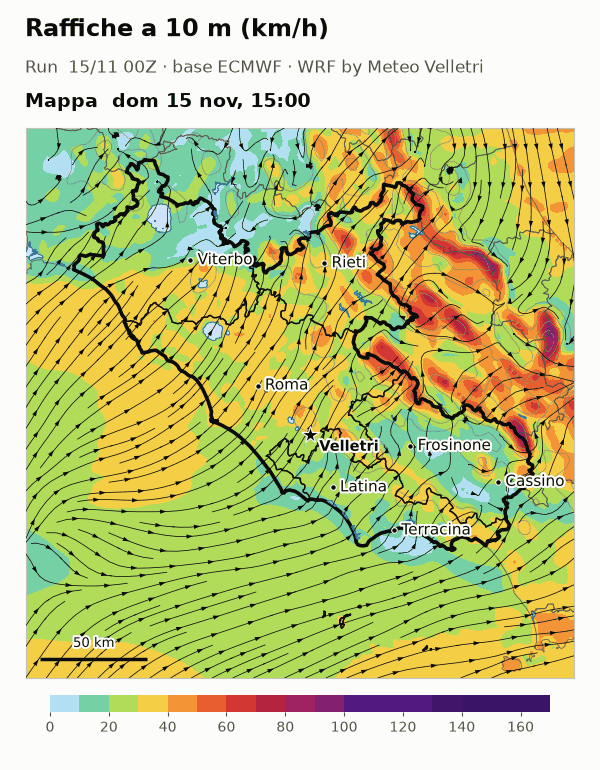 Raffiche a 10 m (km/h)
Run  15/11 00Z · base ECMWF · WRF by Meteo Velletri
Mappa  dom 15 nov, 15:00
Viterbo
Rieti
Roma
Velletri
Frosinone
Latina
Cassino
Terracina
50 km
0 20 40 60 80 100 120 140 160